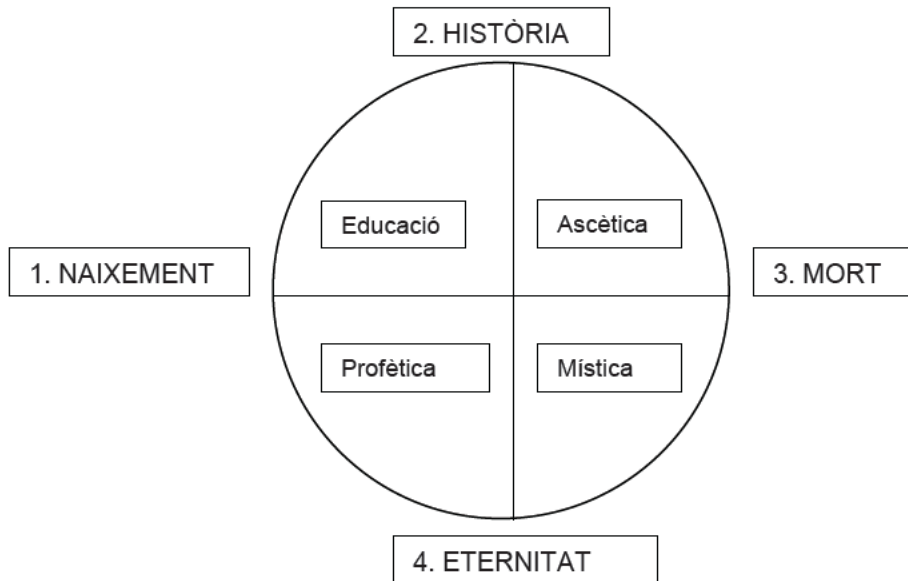 2. HISTÒRIA
Educació
Ascètica
1. NAIXEMENT
3. MORT
Profètica
Mística
4. ETERNITAT